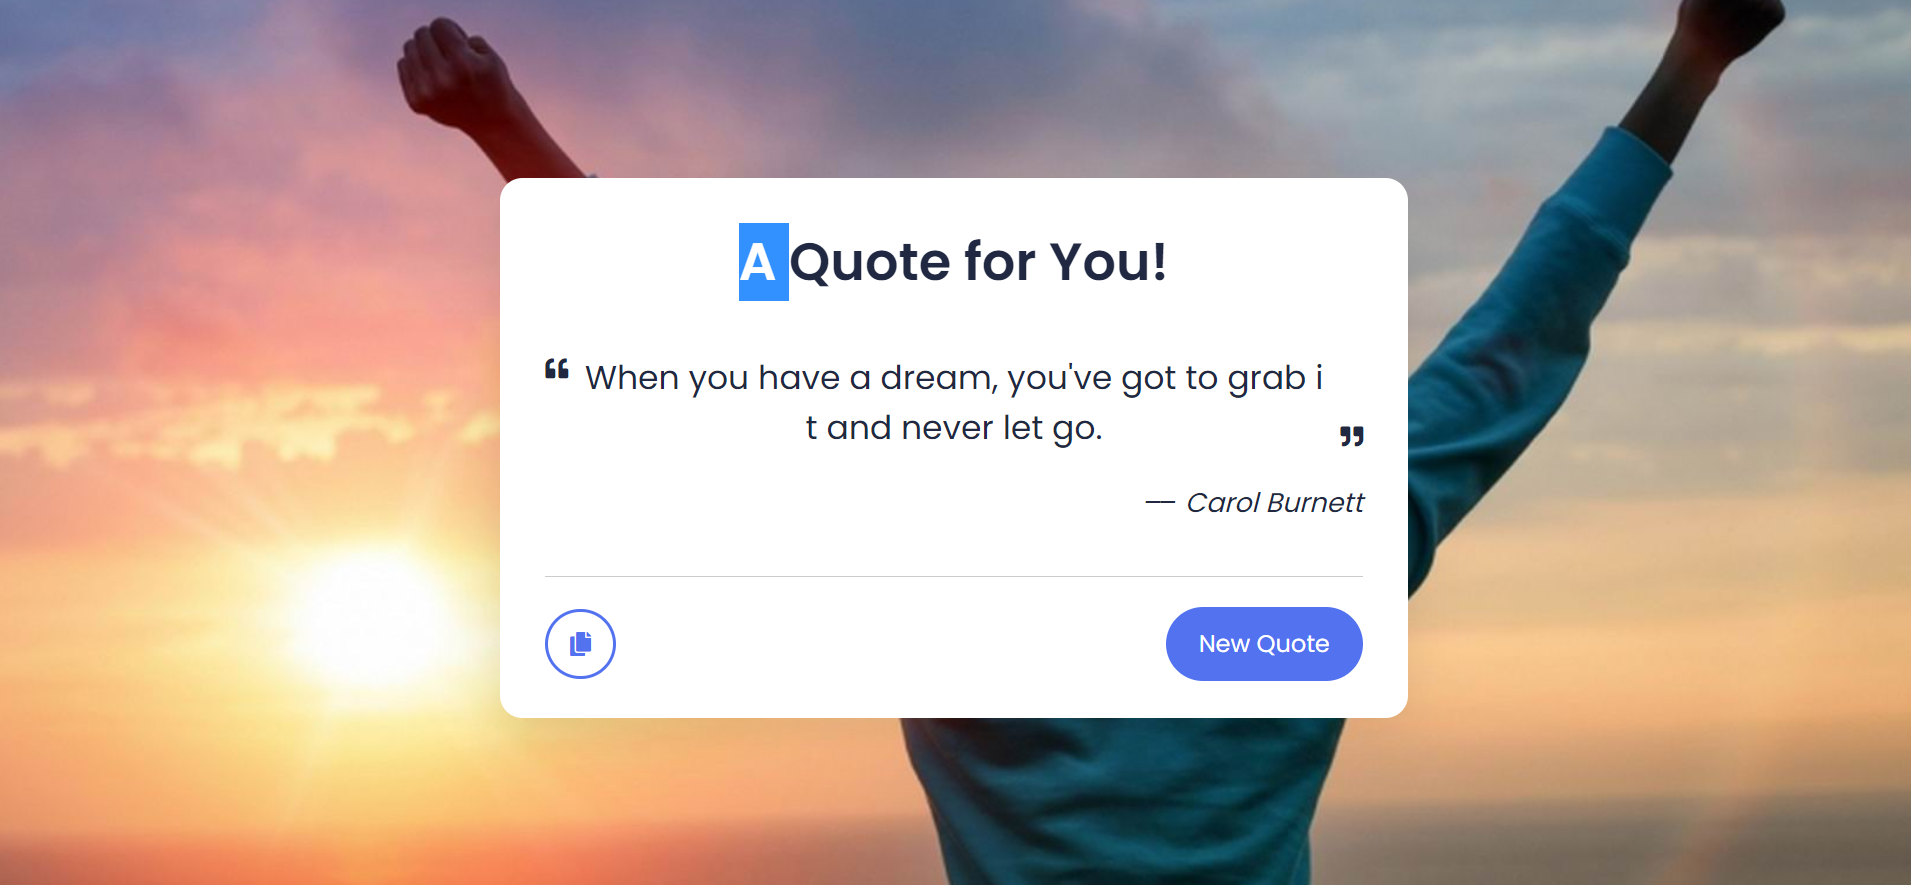 A Quote for You!
“ When you have a dream, you've got to grab i
t and never let go. ”
— Carol Burnett
New Quote